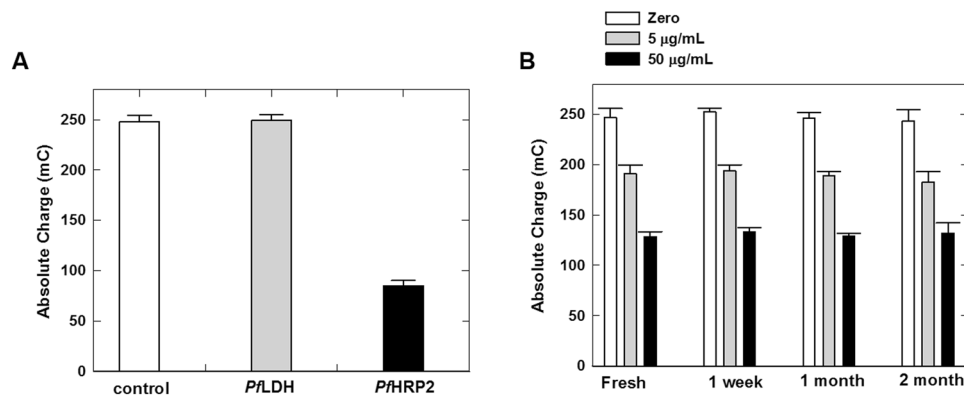 A
Absolute Charge (mC)
250
200
150
100
50
0
control PfLDH PfHRP2
Zero
5 µg/mL
50 µg/mL
B
Absolute Charge (mC)
250
200
150
100
50
0
Fresh 1 week 1 month 2 month